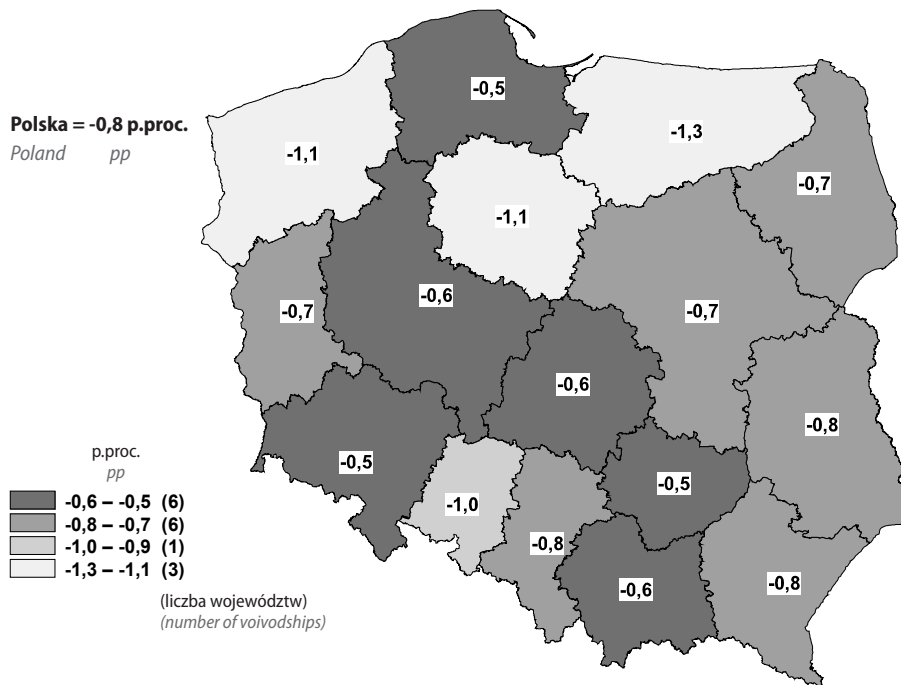 -0,5
Polska = -0,8 p.proc.
Poland pp
-1,3
-1,1
-0,7
-1,1
-0,6
-0,7
-0,7
-0,6
-0,8
-0,5
-0,5
-1,0
-0,8
-0,6
-0,8
p.proc.
pp
-0,6 – -0,5 (6)
-0,8 – -0,7 (6)
-1,0 – -0,9 (1)
-1,3 – -1,1 (3)
(liczba województw)
(number of voivodships)